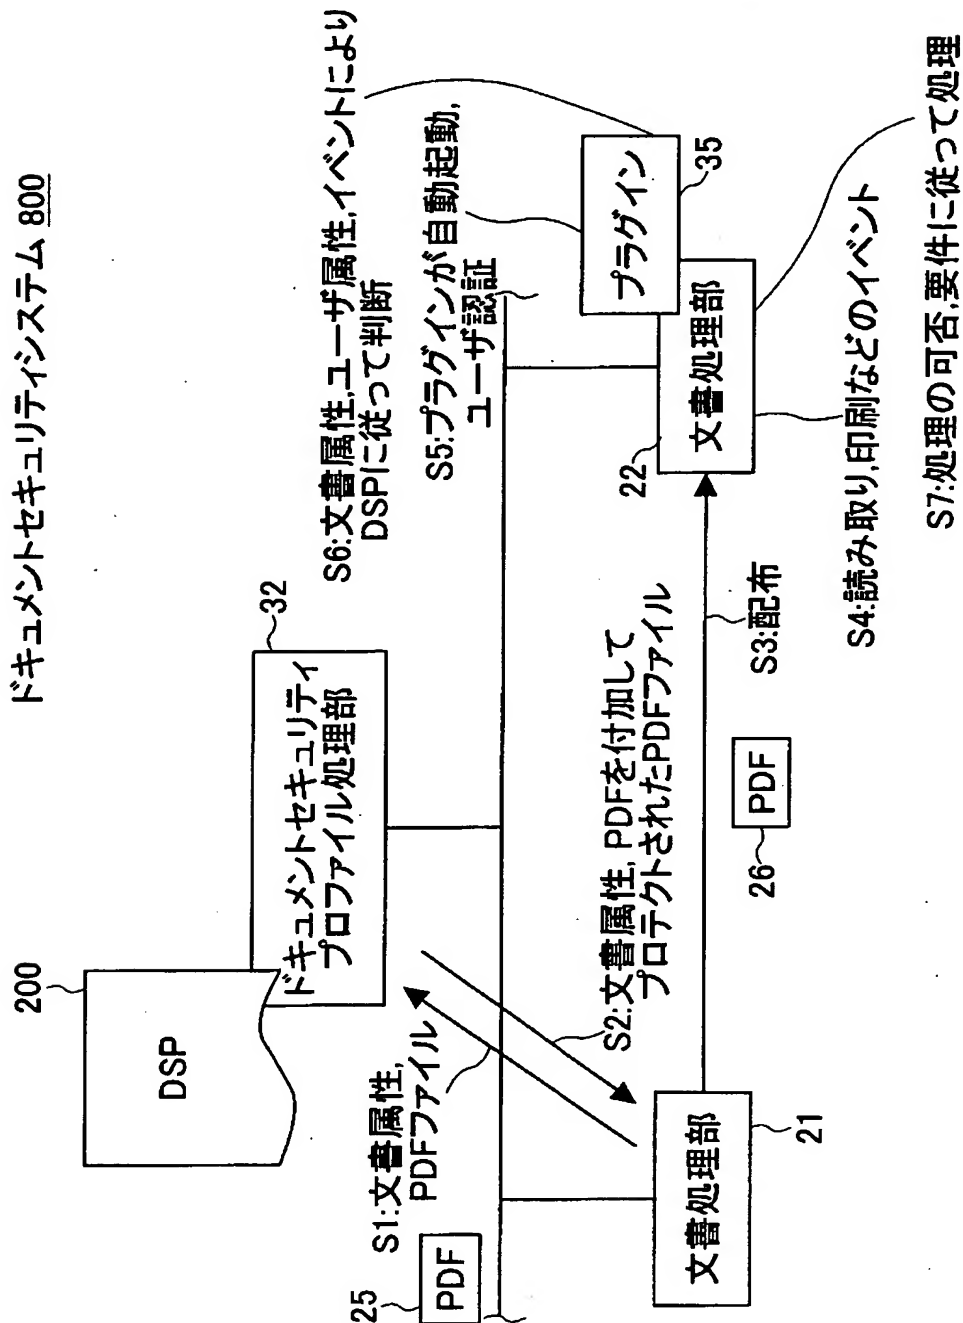 ドキュメントセキュリティシステム 800
200
DSP
32
ドキュメントセキュリティ
プロファイル処理部
S6:文書属性,ユーザ属性,イベントにより
DSPに従って判断
S5:プラグインが自動起動,
ユーザ認証
プラグイン
35
25
PDF
S1:文書属性,
PDFファイル
S2:文書属性, PDFを付加して
プロテクトされたPDFファイル
22
文書処理部
文書処理部
21
PDF
26
S3:配布
S4:読み取り,印刷などのイベント
S7:処理の可否,要件に従って処理